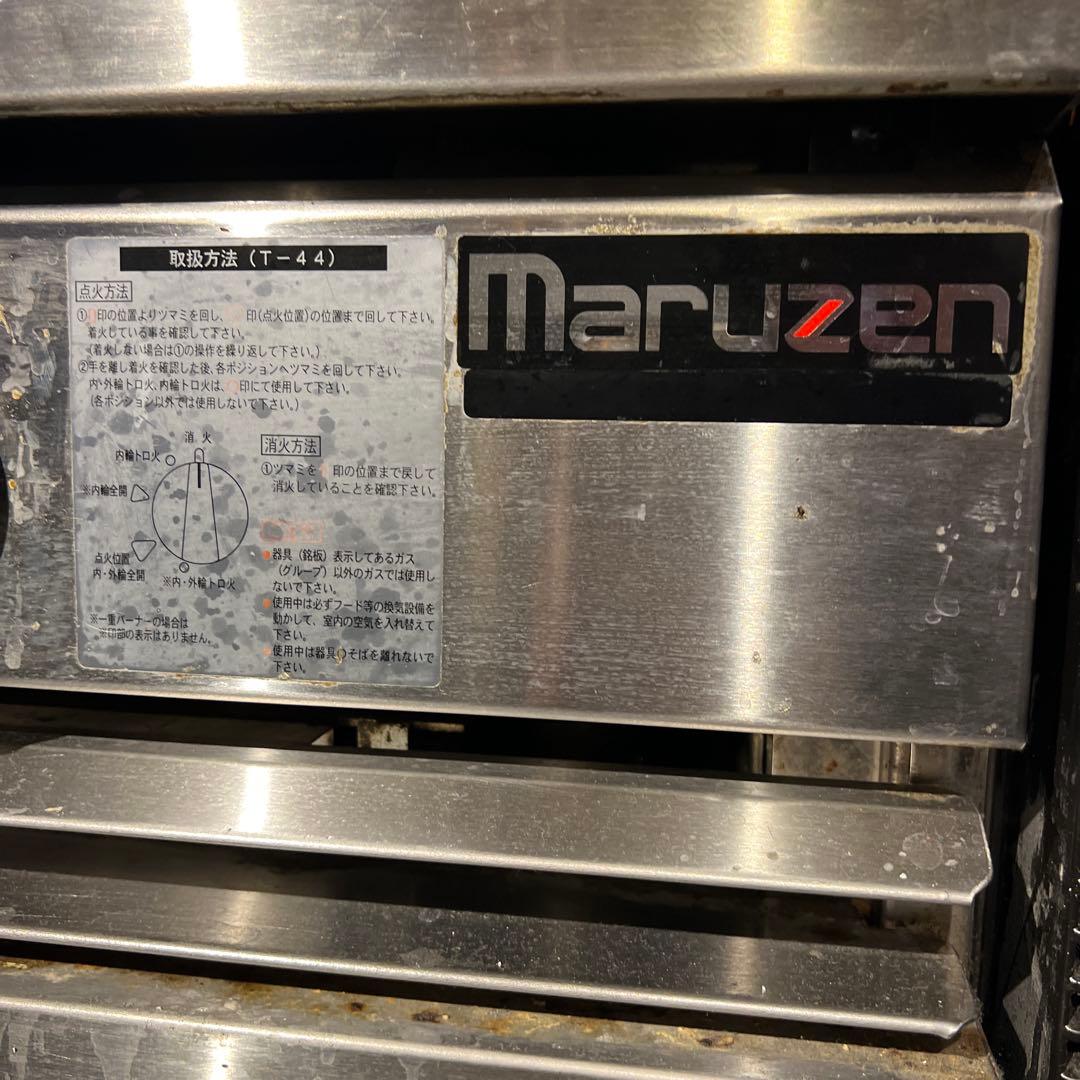 取扱方法(T-44)
点火方法
①印の位置よりツマミを回し、 印(点火位置)の位置まで回して下さい。
着火している事を確認して下さい。
(着火しない場合は①の操作を繰り返して下さい。)
②手を離し着火を確認した後、各ポジションへツマミを回して下さい。
内・外輪トロ火、内輪トロ火は、○印にて使用して下さい。
(各ポジション以外では使用しないで下さい。)
消火
内輪トロ火
※内輪全開
点火位置
内・外輪全開
※内・外輪トロ火
※一重バーナーの場合は
※印部の表示はありません。
消火方法
①ツマミを 印の位置まで戻して
消火していることを確認下さい。
●器具(銘板)表示してあるガス
(グループ)以外のガスでは使用し
ないで下さい。
●使用中は必ずフード等の換気設備を
動かして、室内の空気を入れ替えて
下さい。
●使用中は器具のそばを離れないで
下さい。
maruzen